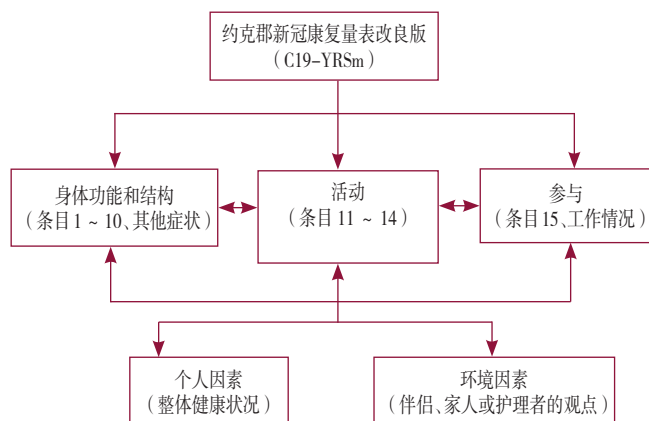 约克郡新冠康复量表改良版
（C19-YRSm）
身体功能和结构
（条目1 ~ 10、其他症状）
活动
（条目 11 ~ 14）
参与
（条目15、工作情况）
个人因素
（整体健康状况）
环境因素
（伴侣、家人或护理者的观点）